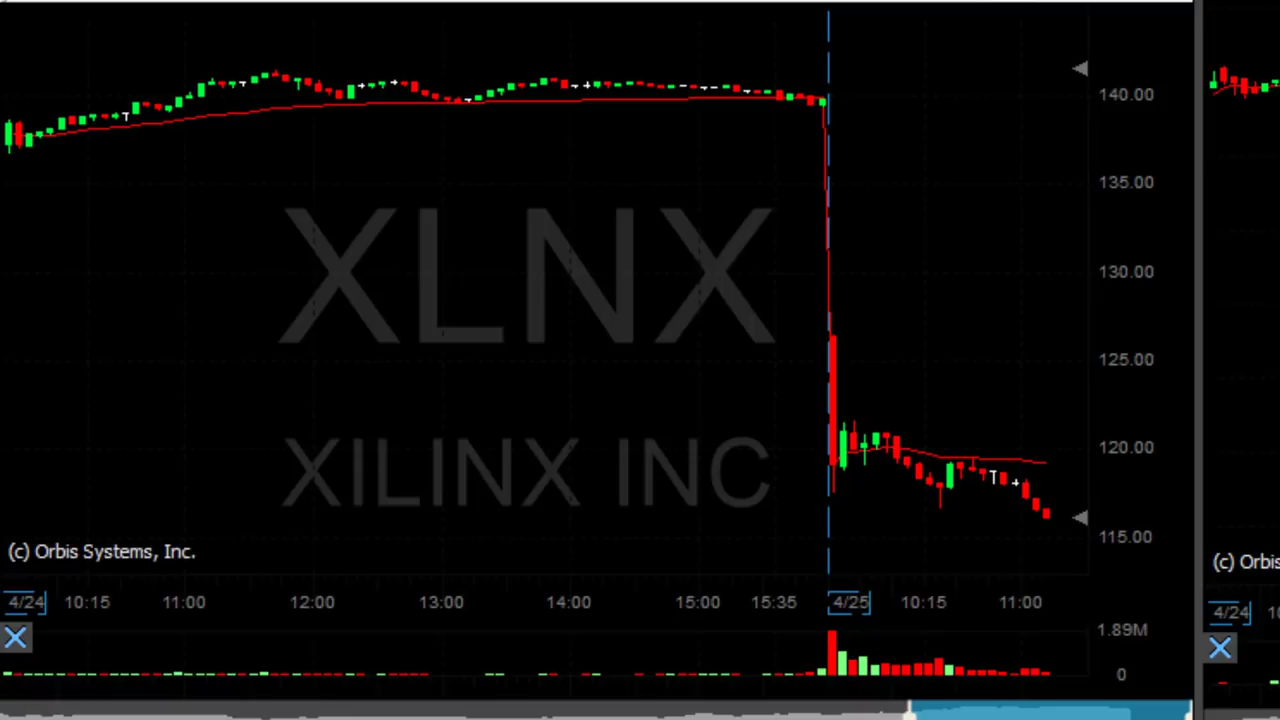 140.00
135.00
130.00
125.00
120.00
115.00
XLNX
XILINX INC
(c) Orbis Systems, Inc.
4/24 10:15 11:00 12:00 13:00 14:00 15:00 15:35 4/25 10:15 11:00
1.89M
0
(c) Orbis
4/24